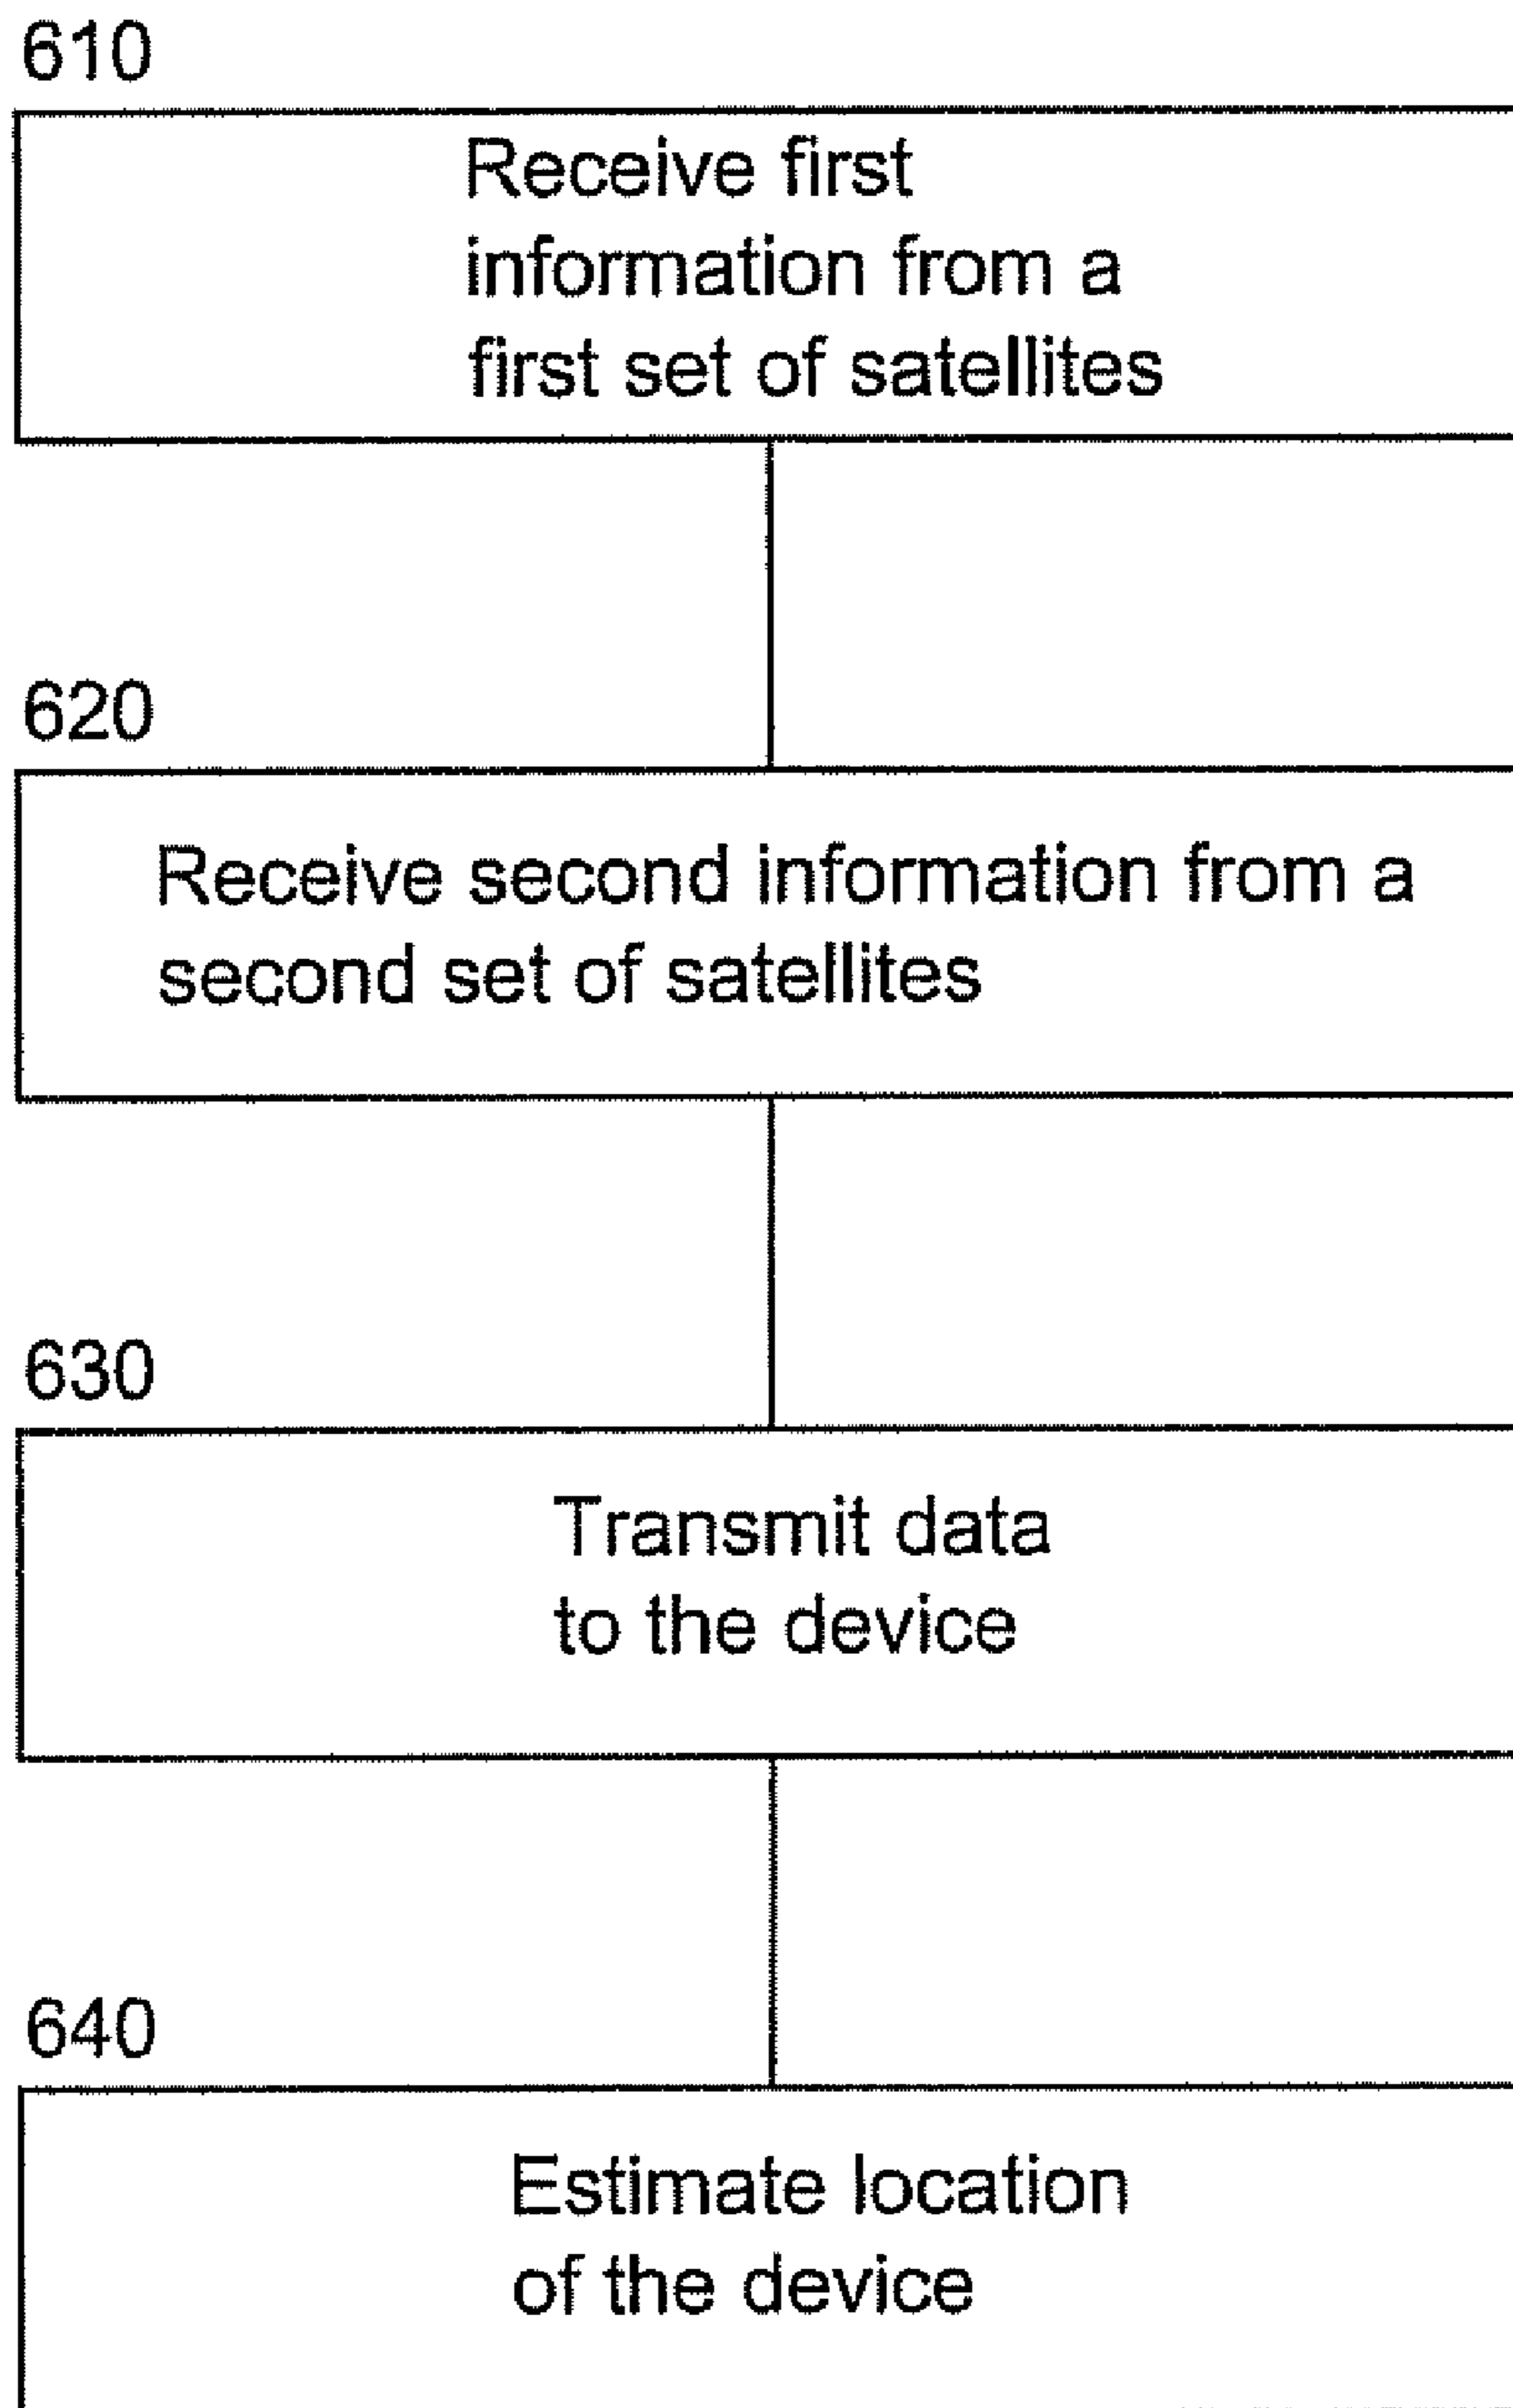 610
Receive first
information from a
first set of satellites
620
Receive second information from a
second set of satellites
630
Transmit data
to the device
640
Estimate location
of the device